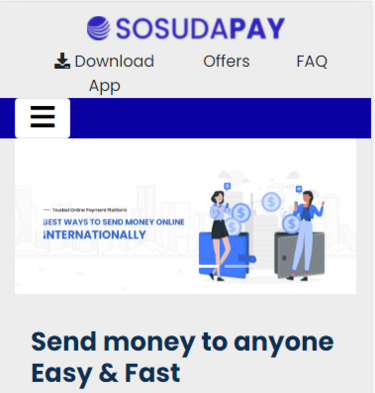 SOSUDAPAY
Download Offers FAQ
App
Trusted Online Payment Platform
BEST WAYS TO SEND MONEY ONLINE
INTERNATIONALLY
Send money to anyone
Easy & Fast